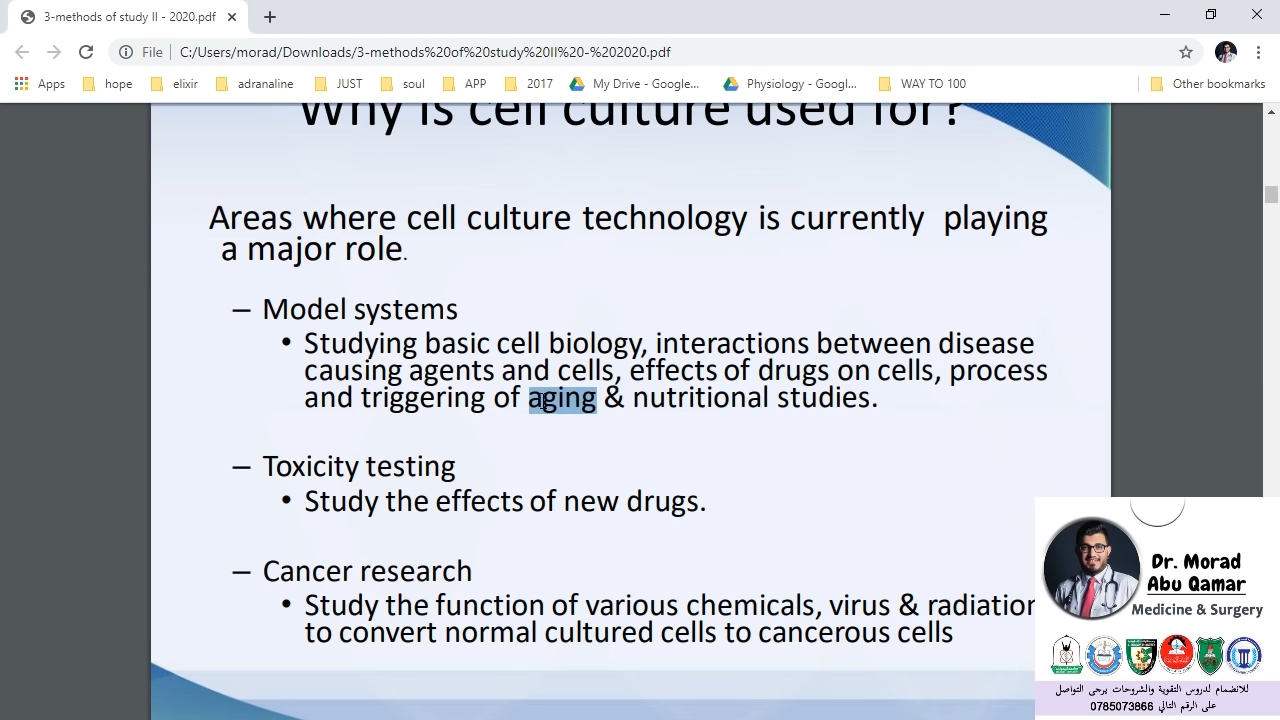 3-methods of study II - 2020.pdf
File
C:/Users/morad/Downloads/3-methods%20of%20study%20II%20-%202020.pdf
Apps
hope
elixir
adranaline
JUST
soul
APP
2017
My Drive - Google...
Physiology - Googl...
WAY TO 100
Other bookmarks
Why is cell culture used for?
Areas where cell culture technology is currently playing
a major role.
– Model systems
• Studying basic cell biology, interactions between disease
causing agents and cells, effects of drugs on cells, process
and triggering of aging & nutritional studies.
– Toxicity testing
• Study the effects of new drugs.
– Cancer research
• Study the function of various chemicals, virus & radiation
to convert normal cultured cells to cancerous cells
Dr. Morad
Abu Qamar
Medicine & Surgery
للانضمام لدروس التقوية والشروحات يرجى التواصل
على الرقم التالي 0785073866